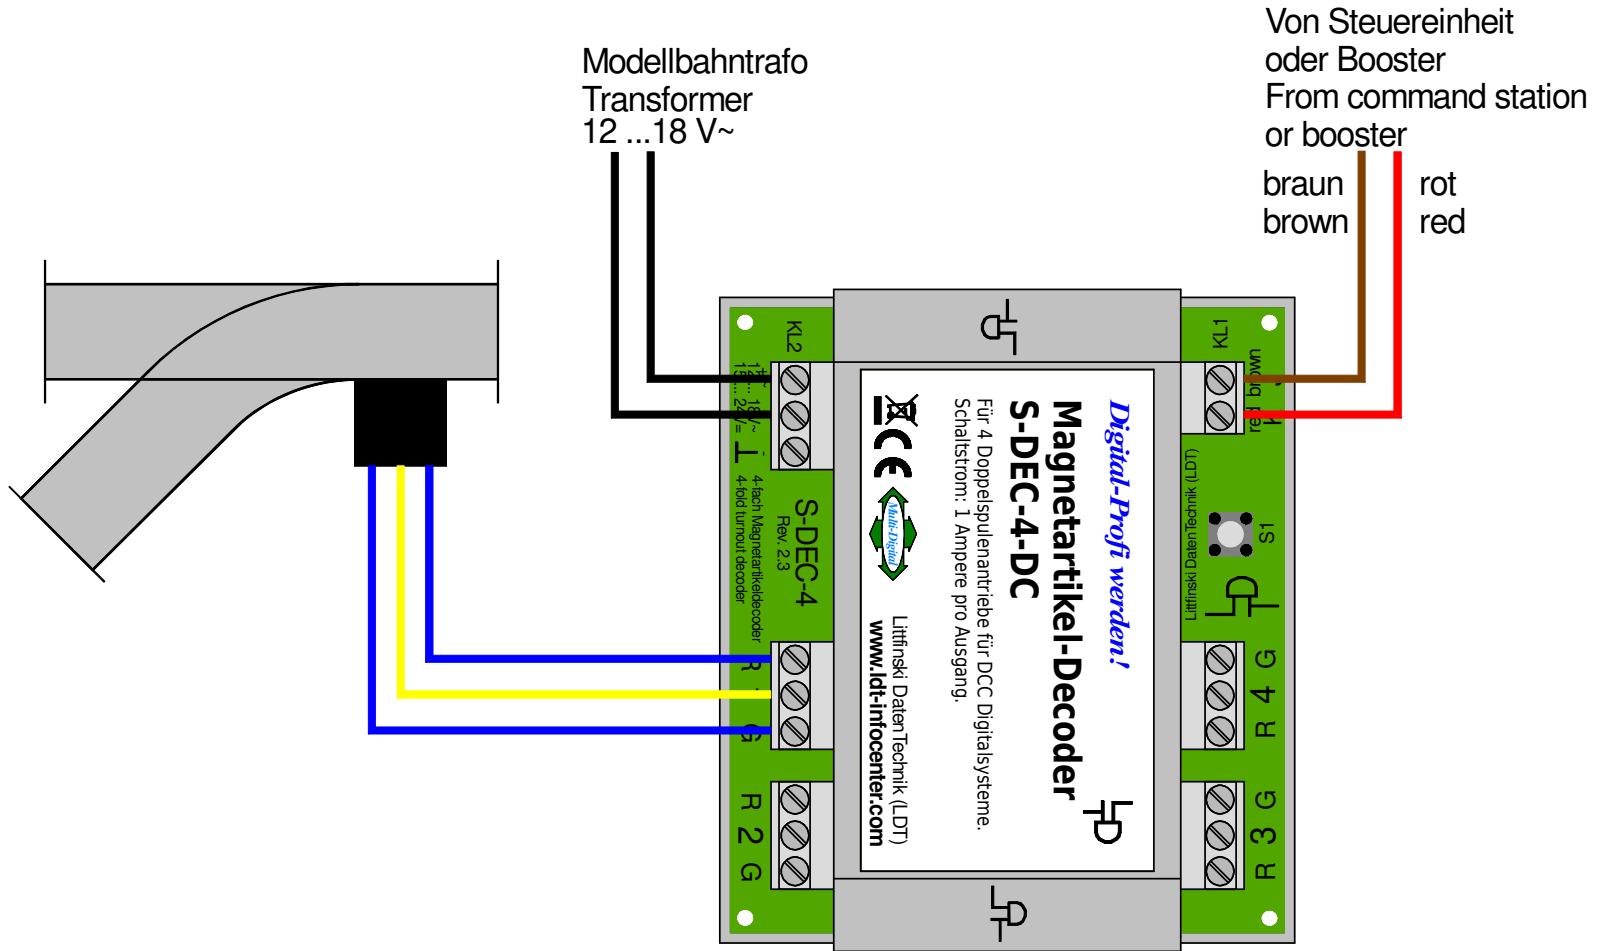 Modellbahntrafo
Transformer
12 ...18 V~
Von Steuereinheit
oder Booster
From command station
or booster
braun
brown
rot
red
KL2
4-fach Magnetartikeldecoder
4-fold turnout decoder
S-DEC-4
Rev. 2.3
R
G
R
2
G
Digital-Profi werden!
Magnetartikel-Decoder
S-DEC-4-DC
Für 4 Doppelspulenantriebe für DCC Digitalsysteme.
Schaltstrom: 1 Ampere pro Ausgang.
CE
Multi-Digital
Littfinski DatenTechnik (LDT)
www.ldt-infocenter.com
KL1
red brown
Littfinski DatenTechnik (LDT)
S1
G
4
R
G
3
R